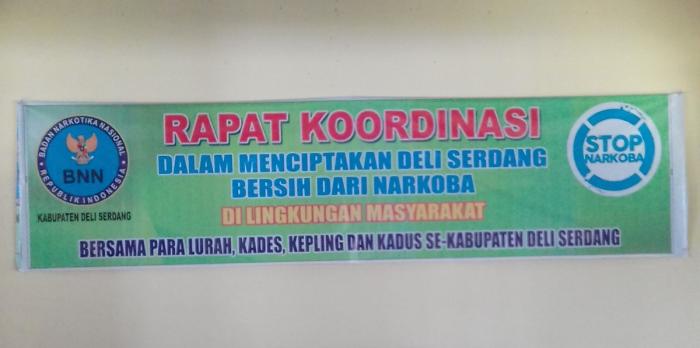 BADAN NARKOTIKA NASIONAL
BNN
REPUBLIK INDONESIA
KABUPATEN DELI SERDANG
RAPAT KOORDINASI
DALAM MENCIPTAKAN DELI SERDANG
BERSIH DARI NARKOBA
DI LINGKUNGAN MASYARAKAT
BERSAMA PARA LURAH, KADES, KEPLING DAN KADUS SE-KABUPATEN DELI SERDANG
STOP
NARKOBA